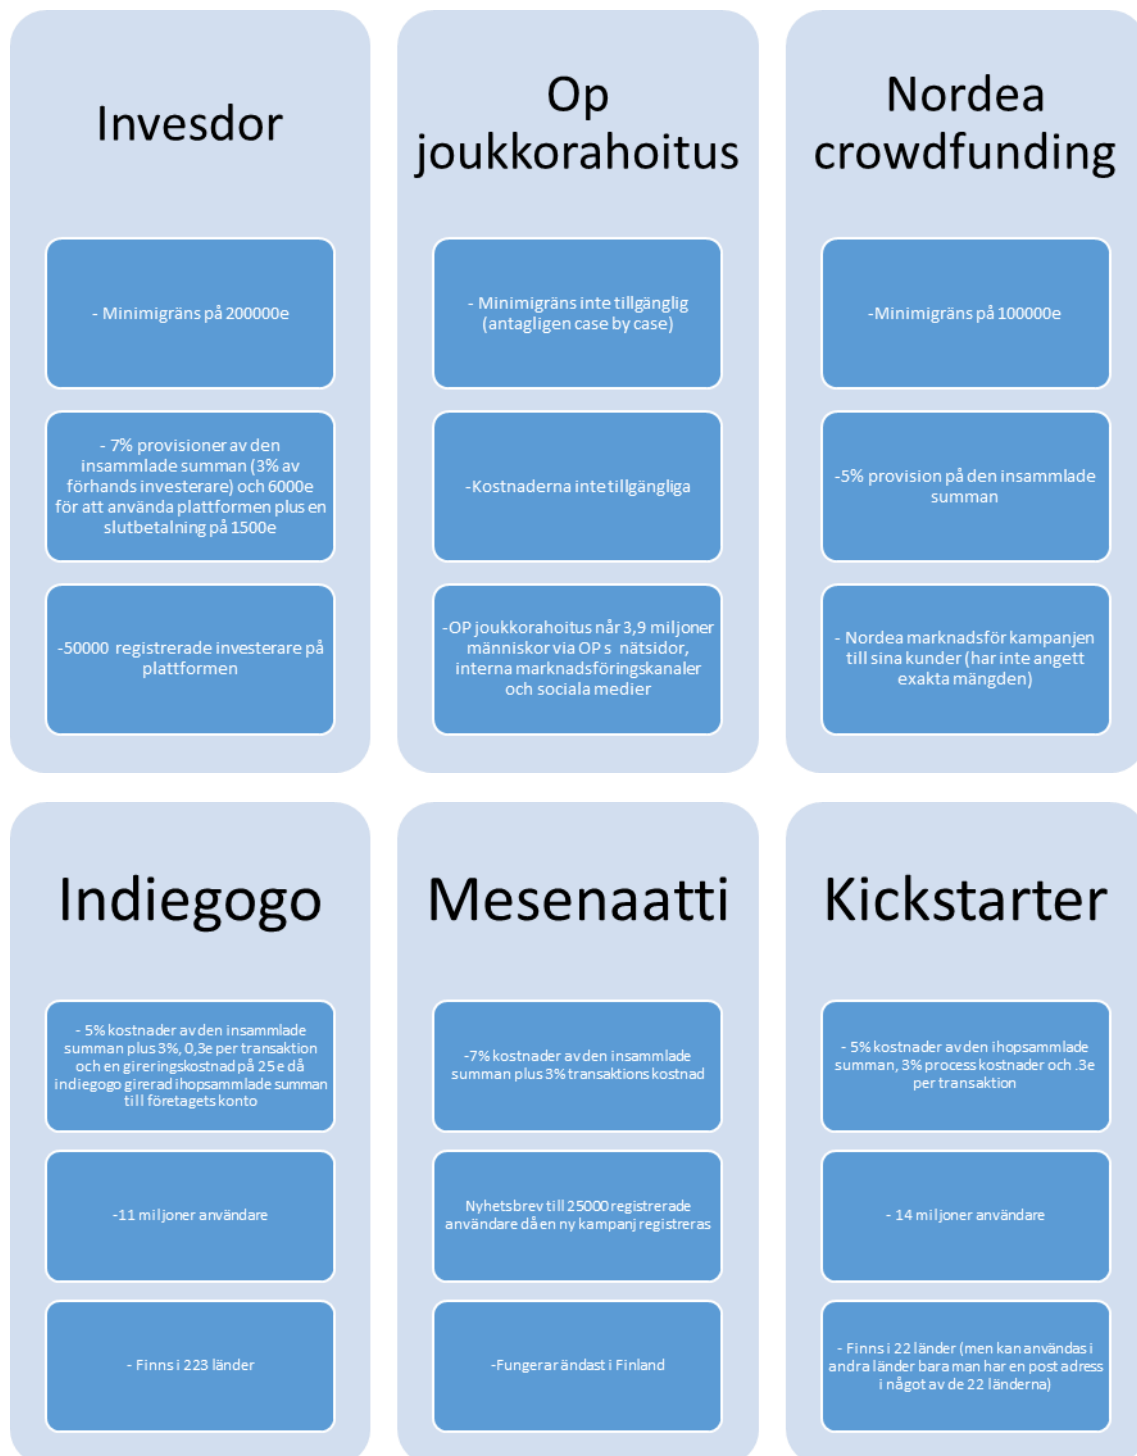 Invesdor
- Minimigräns på 200000e
- 7% provisioner av den
insamlade summan (3% av
förhands investerare) och 6000e
för att använda plattformen plus en
slutbetalning på 1500e
-50000 registrerade investerare på
plattformen
Op
joukkorahoitus
- Minimigräns inte tillgänglig
(antagligen case by case)
-Kostnaderna inte tillgängliga
-OP joukkorahoitus når 3,9 miljoner
människor via OP s nätsidor,
interna marknadsföringskanaler
och sociala medier
Nordea
crowdfunding
-Minimigräns på 100000e
-5% provision på den insamlade
summan
- Nordea marknadsför kampanjen
till sina kunder (har inte angett
exakta mängden)
Indiegogo
- 5% kostnader av den insammlade
summan plus 3%, 0,3e per transaktion
och en gireringskostnad på 25e då
indiegogo girerad ihopsammlade summan
till företagets konto
-11 miljoner användare
- Finns i 223 länder
Mesenaatti
-7% kostnader av den insammlade
summan plus 3% transaktions kostnad
Nyhetsbrev till 25000 registrerade
användare då en ny kampanj registreras
-Fungerar ändast i Finland
Kickstarter
- 5% kostnader av den ihopsammlade
summan, 3% process kostnader och .3e
per transaktion
- 14 miljoner användare
- Finns i 22 länder (men kan användas i
andra länder bara man har en post adress
i något av de 22 länderna)